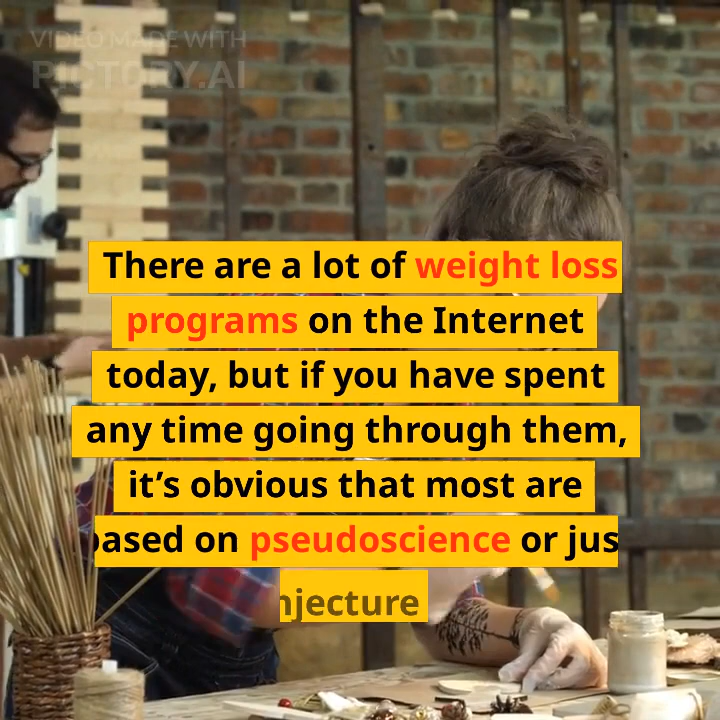 VIDEO MADE WITH
PICTORY.AI
There are a lot of weight loss
programs on the Internet
today, but if you have spent
any time going through them,
it’s obvious that most are
ased on pseudoscience or jus
njecture